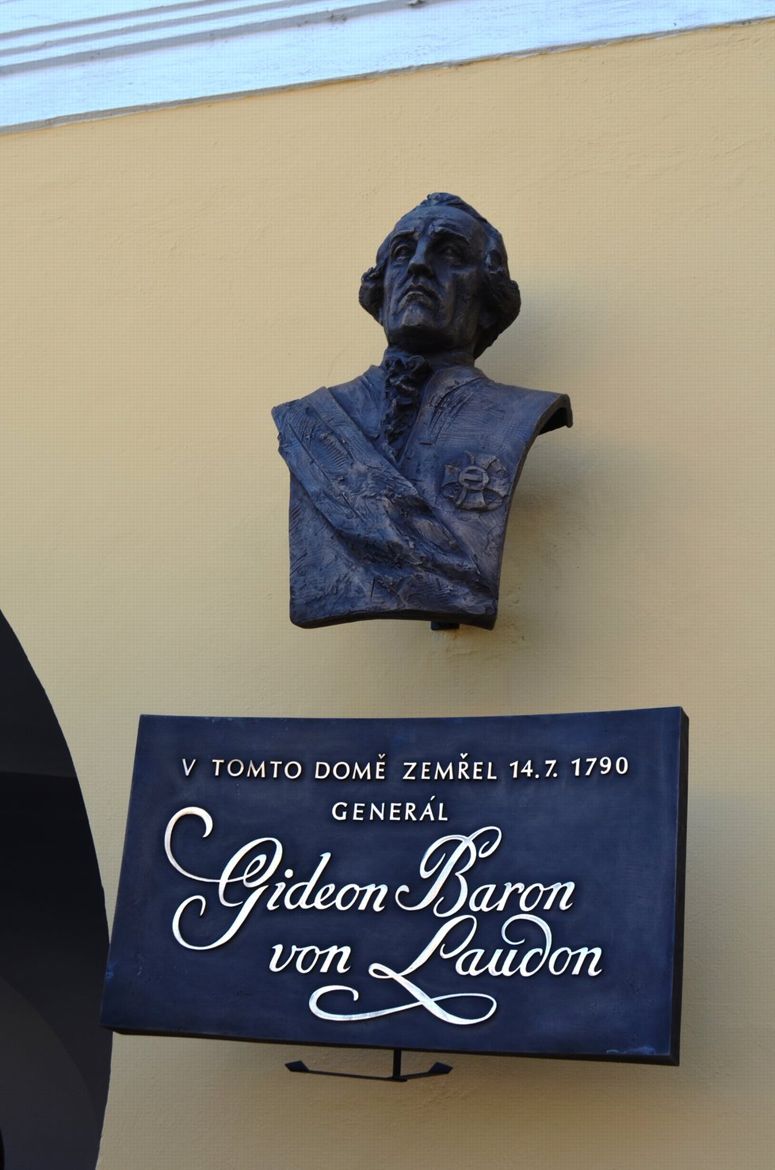 V TOMTO DOMĚ ZEMŘEL 14.7. 1790
GENERÁL
Gideon Baron
von Laudon